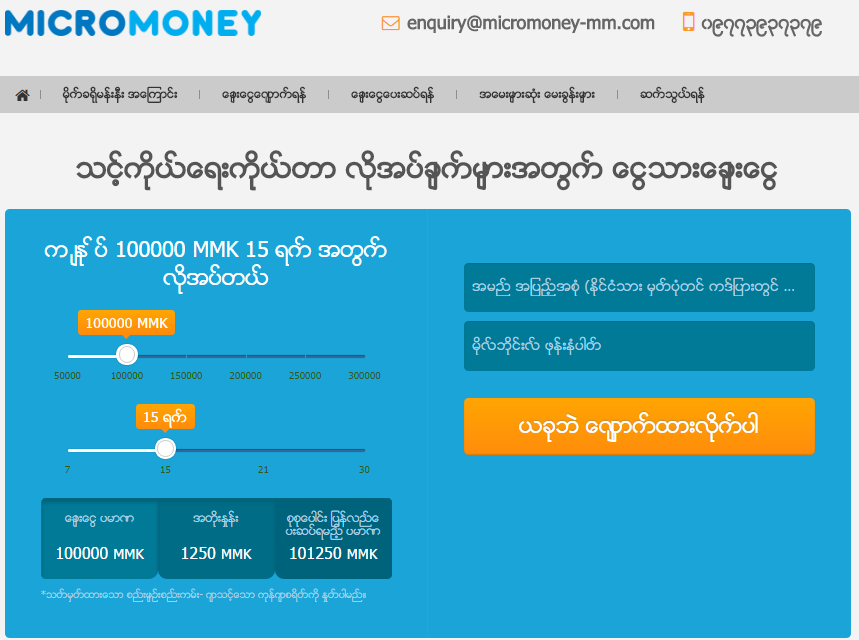 MICROMONEY
enquiry@micromoney-mm.com
၀၉၇၇၃၉၃၇၃၇၉
မိုက်ခရိုမန်းနီး အကြောင်း | ချေးငွေလျှောက်ရန် | ချေးငွေပေးဆပ်ရန် | အမေးများဆုံး မေးခွန်းများ | ဆက်သွယ်ရန်
သင့်ကိုယ်ရေးကိုယ်တာ လိုအပ်ချက်များအတွက် ငွေသားချေးငွေ
ကျွန်ုပ် 100000 MMK 15 ရက် အတွက်
လိုအပ်တယ်
100000 MMK
50000 100000 150000 200000 250000 300000
15 ရက်
7 15 21 30
ချေးငွေ ပမာဏ
100000 MMK
အတိုးနှုန်း
1250 MMK
စုစုပေါင်း ပြန်လည်ပေ
းဆပ်ရမည့် ပမာဏ
101250 MMK
*သတ်မှတ်ထားသော စည်းမျဉ်းစည်းကမ်း- ကုန်ကျစရိတ်ကို နှုတ်ပါမည်။
အမည် အပြည့်အစုံ (နိုင်ငံသား မှတ်ပုံတင် ကဒ်ပြားတွင် ...
မိုလ်ဘိုင်းလ် ဖုန်းနံပါတ်
ယခုဘဲ လျှောက်ထားလိုက်ပါ